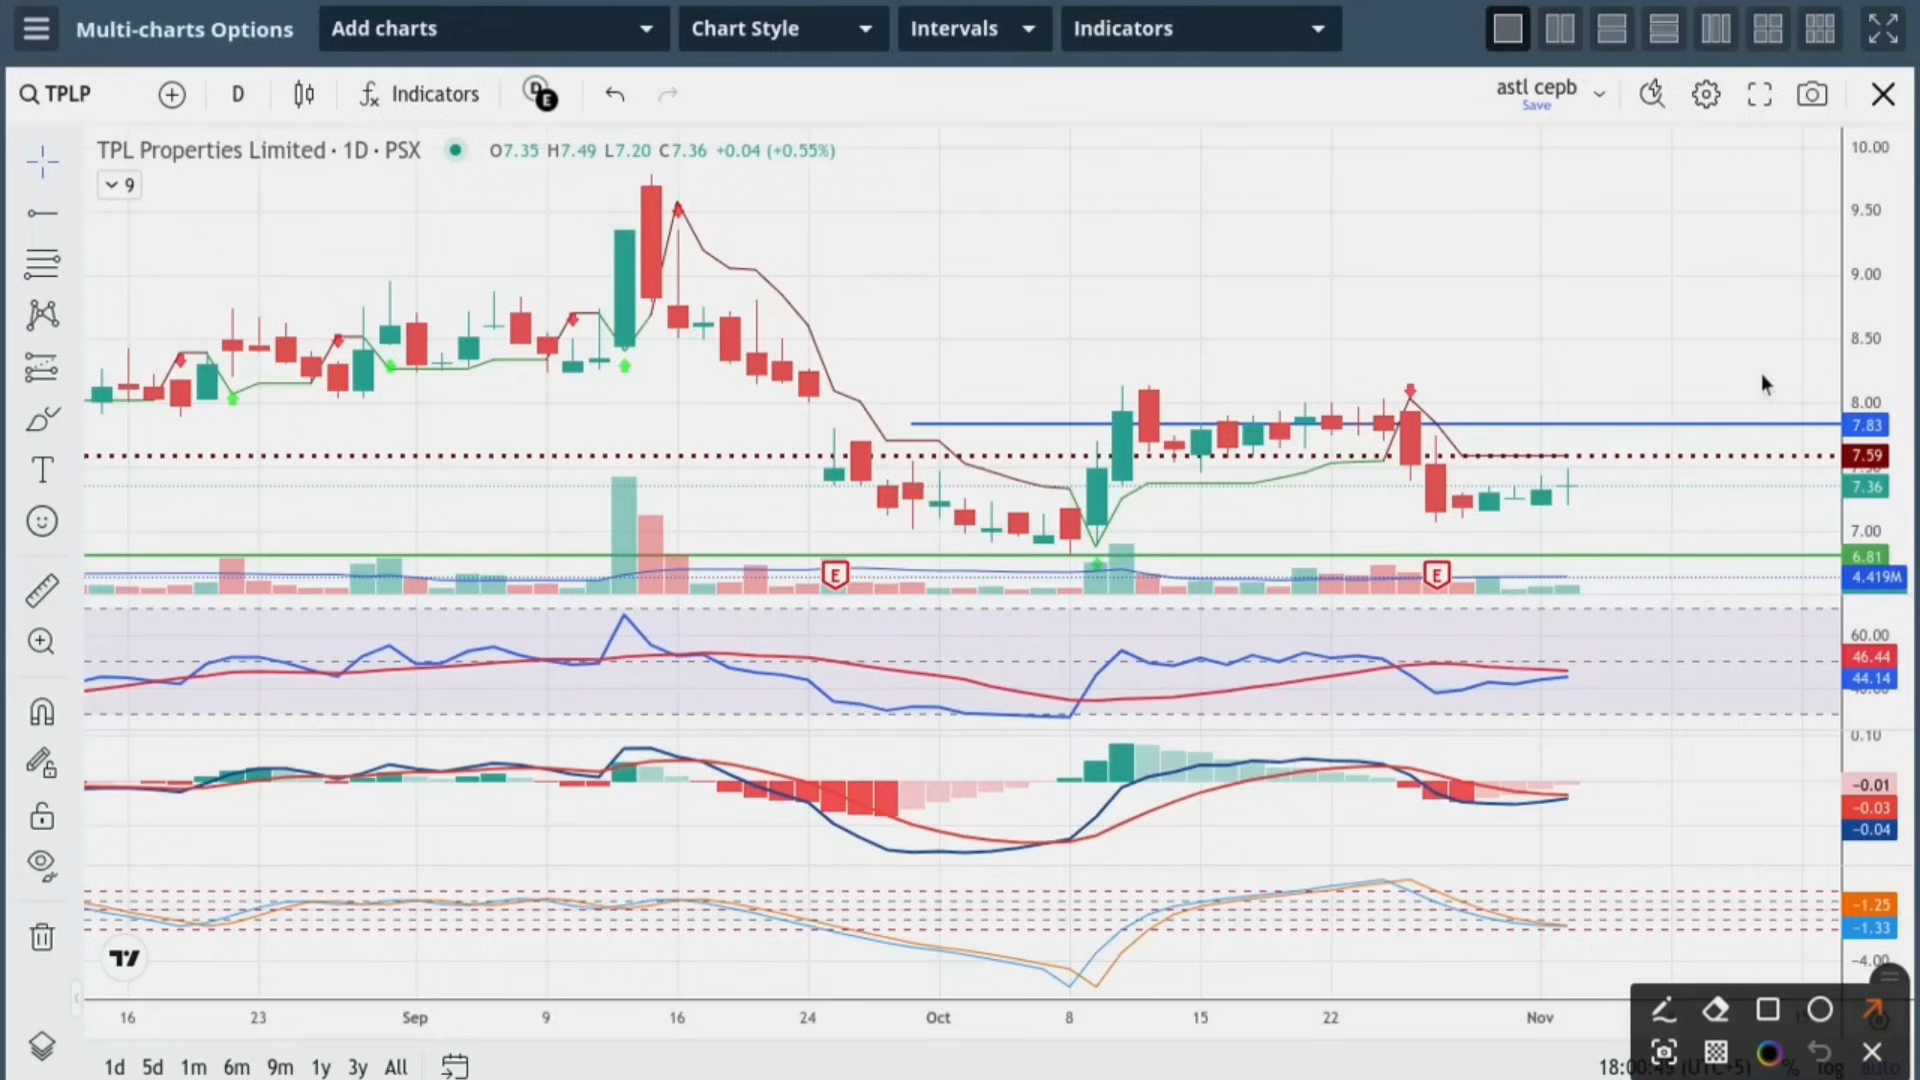 Multi-charts Options
Add charts
Chart Style
Intervals
Indicators
TPLP
D
Indicators
D
E
astl cepb
Save
TPL Properties Limited · 1D · PSX
O7.35 H7.49 L7.20 C7.36 +0.04 (+0.55%)
9
10.00
9.50
9.00
8.50
8.00
7.83
7.59
7.36
7.00
6.81
4.419M
E
E
60.00
46.44
44.14
0.10
−0.01
−0.03
−0.04
−1.25
−1.33
−4.00
16
23
Sep
9
16
24
Oct
8
15
22
Nov
1d
5d
1m
6m
9m
1y
3y
All
%
log
auto